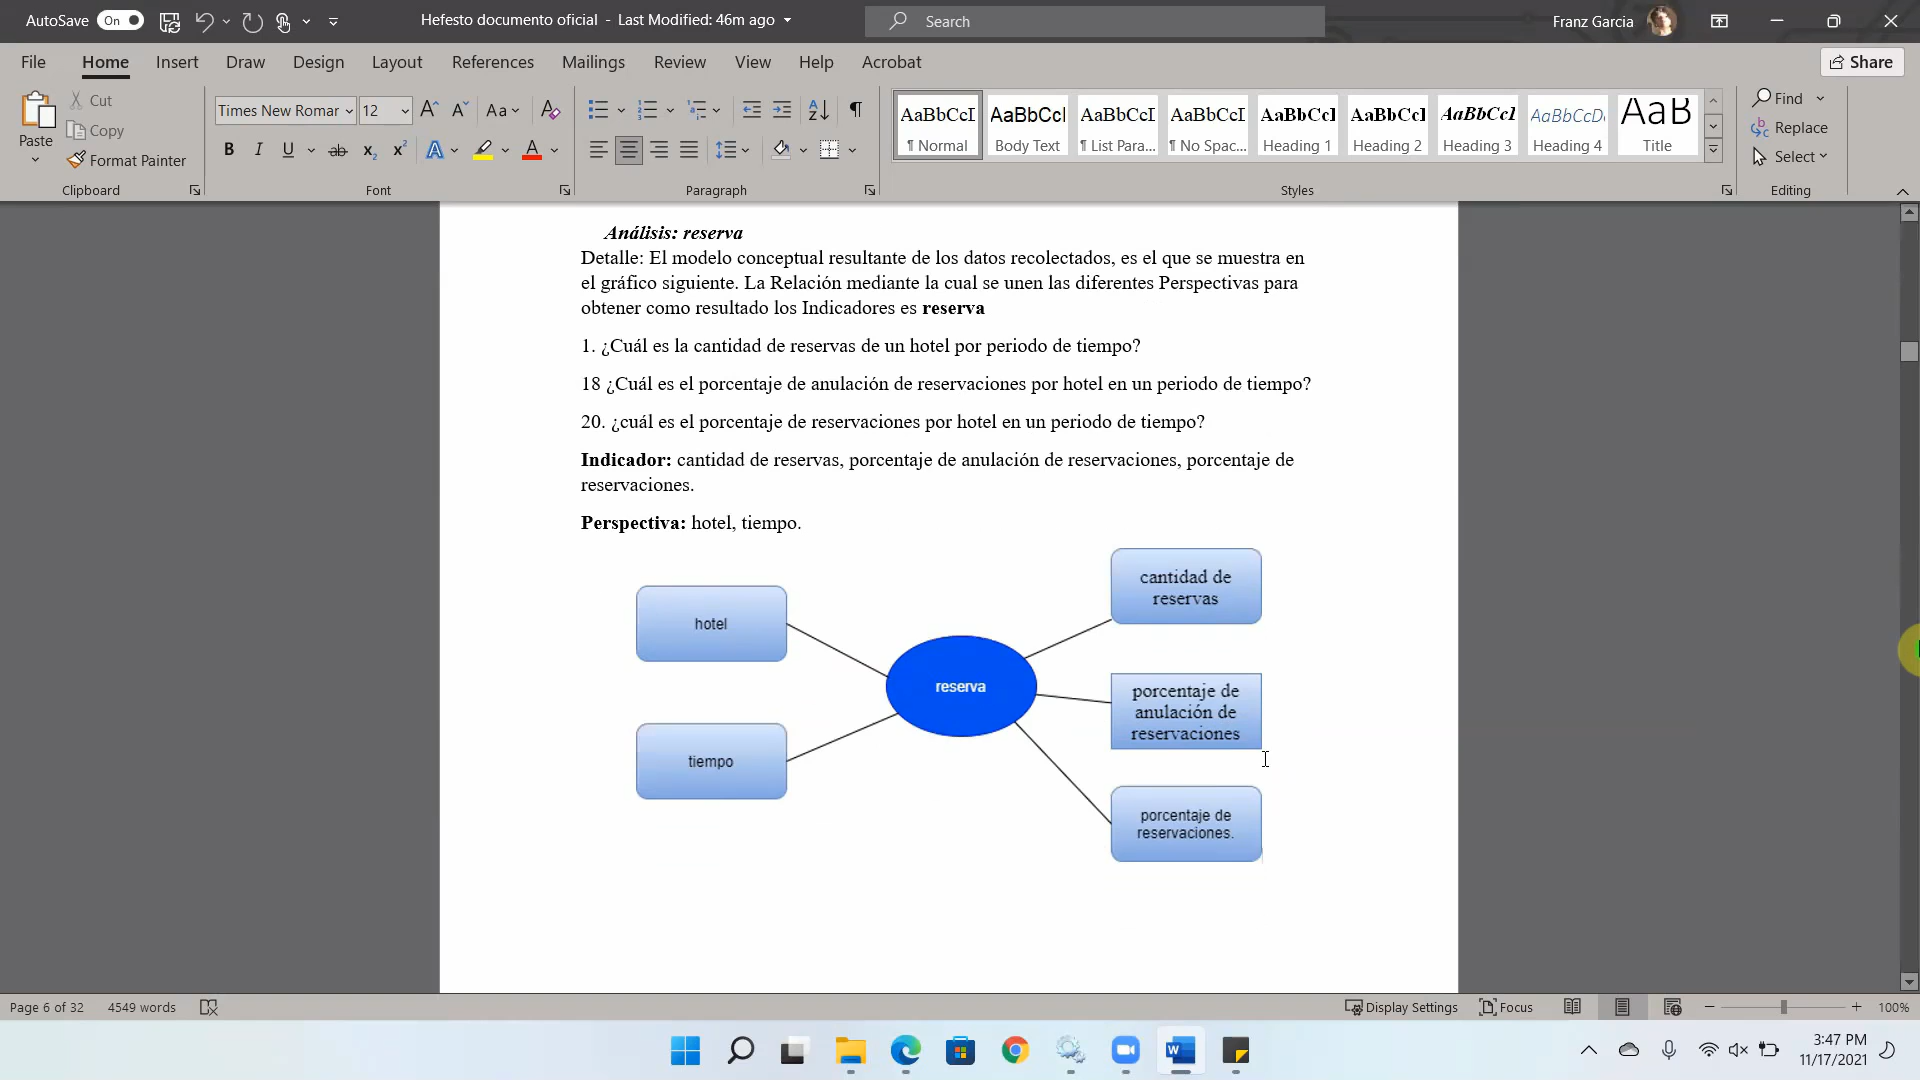 AutoSave On Hefesto documento oficial - Last Modified: 46m ago Search Franz Garcia
File Home Insert Draw Design Layout References Mailings Review View Help Acrobat Share
Paste
Cut
Copy
Format Painter
Clipboard
Times New Romar 12
Font
Paragraph
AaBbCcI AaBbCcI AaBbCcI AaBbCcI AaBbCcI AaBbCcI AaBbCcI AaBbCcD AaB
¶ Normal Body Text ¶ List Para... ¶ No Spac... Heading 1 Heading 2 Heading 3 Heading 4 Title
Styles
Find
Replace
Select
Editing
Análisis: reserva
Detalle: El modelo conceptual resultante de los datos recolectados, es el que se muestra en
el gráfico siguiente. La Relación mediante la cual se unen las diferentes Perspectivas para
obtener como resultado los Indicadores es reserva
1. ¿Cuál es la cantidad de reservas de un hotel por periodo de tiempo?
18 ¿Cuál es el porcentaje de anulación de reservaciones por hotel en un periodo de tiempo?
20. ¿cuál es el porcentaje de reservaciones por hotel en un periodo de tiempo?
Indicador: cantidad de reservas, porcentaje de anulación de reservaciones, porcentaje de
reservaciones.
Perspectiva: hotel, tiempo.
hotel
tiempo
reserva
cantidad de
reservas
porcentaje de
anulación de
reservaciones
porcentaje de
reservaciones.
Page 6 of 32 4549 words Display Settings Focus 100%
3:47 PM
11/17/2021